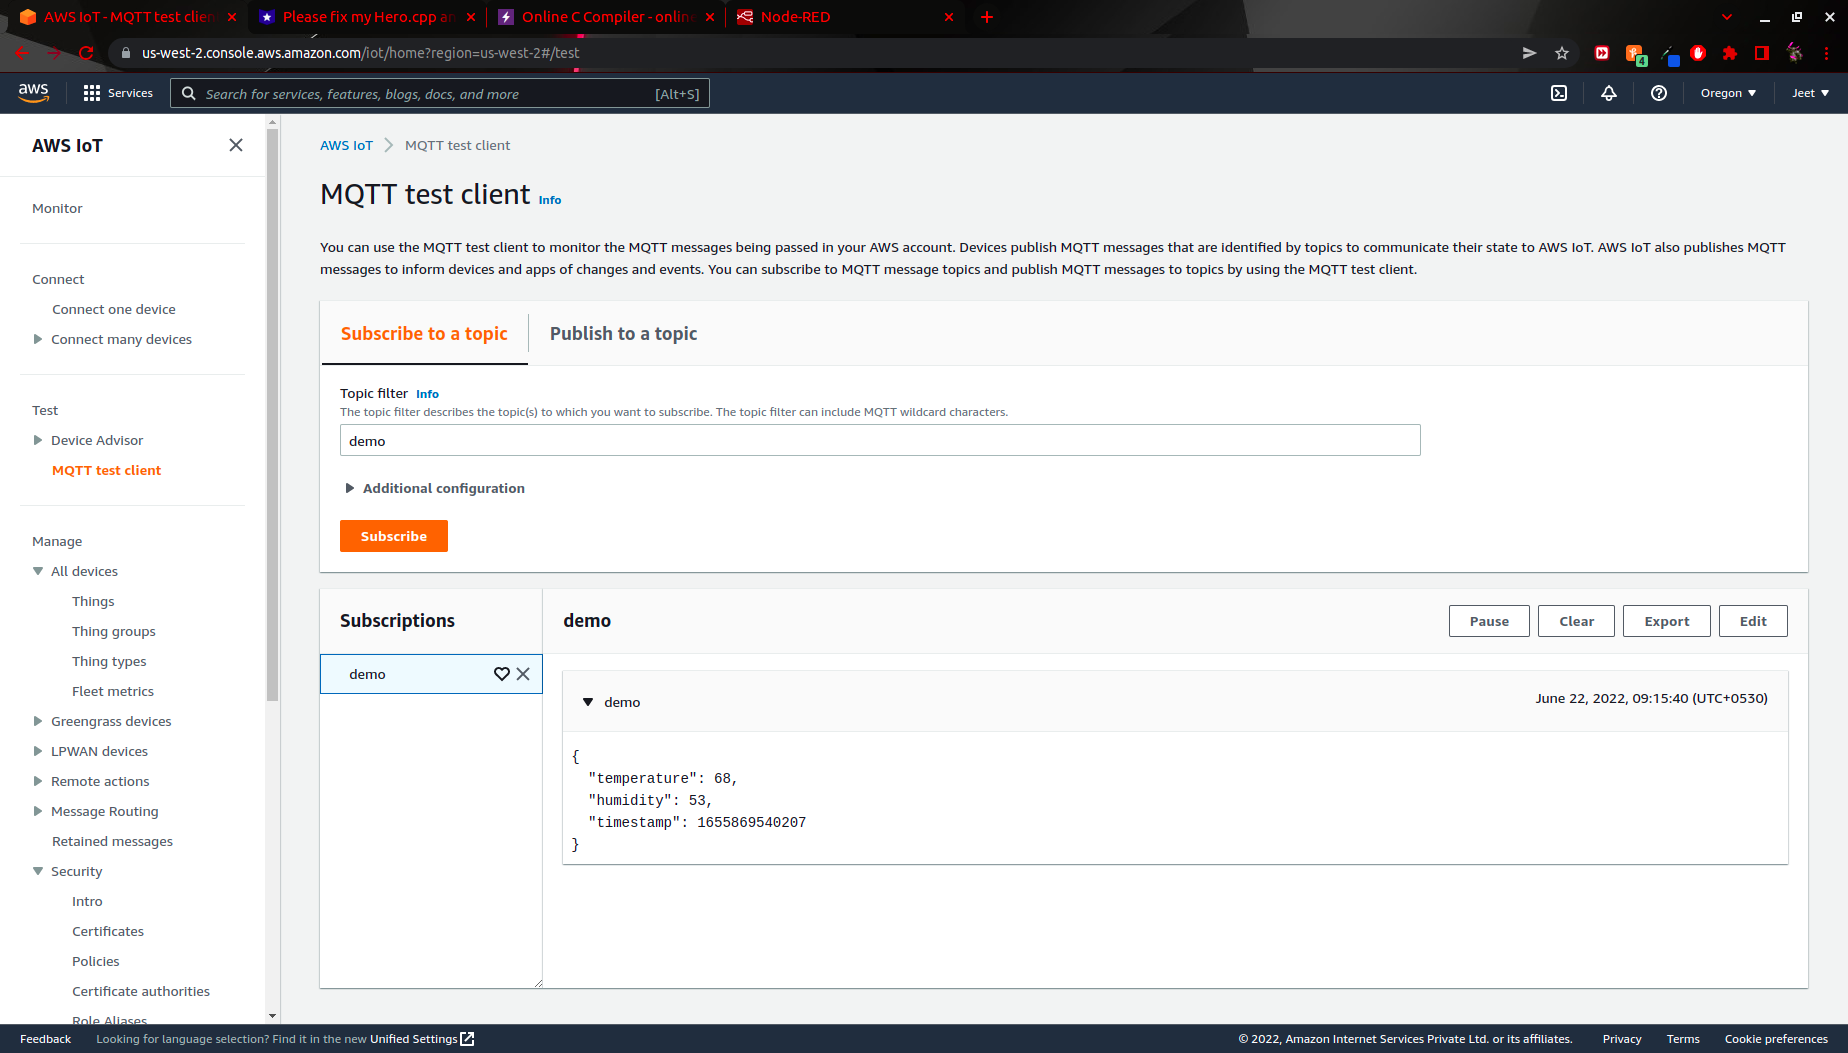 AWS IoT - MQTT test clien
Please fix my Hero.cpp an
Online C Compiler - onlin
Node-RED
us-west-2.console.aws.amazon.com/iot/home?region=us-west-2#/test
4
aws
Services
Search for services, features, blogs, docs, and more
[Alt+S]
Oregon
Jeet
AWS IoT
Monitor
Connect
Connect one device
Connect many devices
Test
Device Advisor
MQTT test client
Manage
All devices
Things
Thing groups
Thing types
Fleet metrics
Greengrass devices
LPWAN devices
Remote actions
Message Routing
Retained messages
Security
Intro
Certificates
Policies
Certificate authorities
Role Aliases
AWS IoT
MQTT test client
MQTT test client Info
You can use the MQTT test client to monitor the MQTT messages being passed in your AWS account. Devices publish MQTT messages that are identified by topics to communicate their state to AWS IoT. AWS IoT also publishes MQTT
messages to inform devices and apps of changes and events. You can subscribe to MQTT message topics and publish MQTT messages to topics by using the MQTT test client.
Subscribe to a topic
Publish to a topic
Topic filter Info
The topic filter describes the topic(s) to which you want to subscribe. The topic filter can include MQTT wildcard characters.
demo
Additional configuration
Subscribe
Subscriptions
demo
demo
Pause
Clear
Export
Edit
demo
June 22, 2022, 09:15:40 (UTC+0530)
{
"temperature": 68,
"humidity": 53,
"timestamp": 1655869540207
}
Feedback
Looking for language selection? Find it in the new Unified Settings
© 2022, Amazon Internet Services Private Ltd. or its affiliates.
Privacy
Terms
Cookie preferences